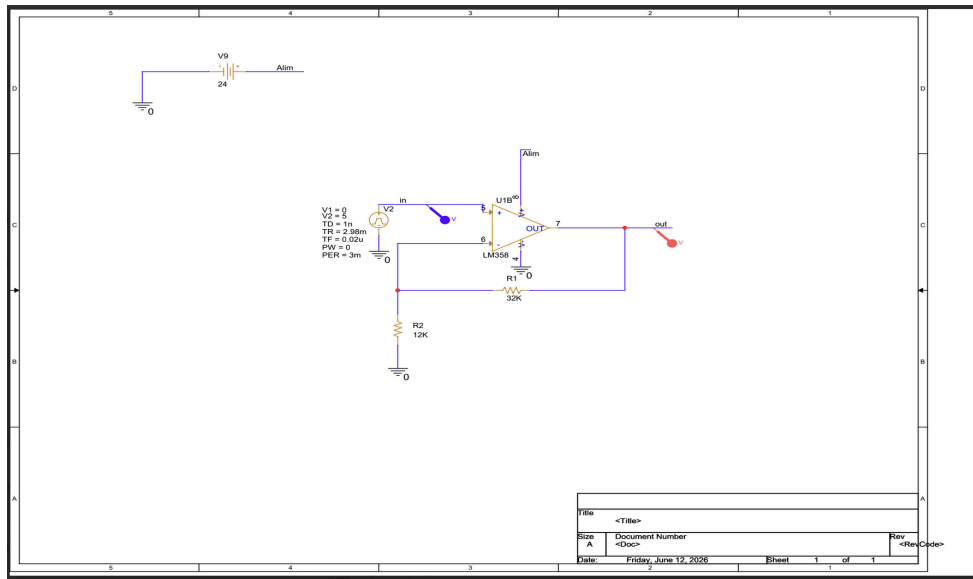 5 4 3 2 1
V9
- +
Alim
24
0
D D
Alim
in
V1 = 0
V2 = 5
TD = 1n
TR = 2.98m
TF = 0.02u
PW = 0
PER = 3m
V2
0
V
5
U1B
8
V+
+
OUT
7
6
-
V-
4
LM358
0
out
V
C C
R1
32K
R2
12K
0
B B
A A
Title
<Title>
Size
A
Document Number
<Doc>
Rev
<RevCode>
Date:
Friday, June 12, 2026
Sheet 1 of 1
5 4 3 2 1